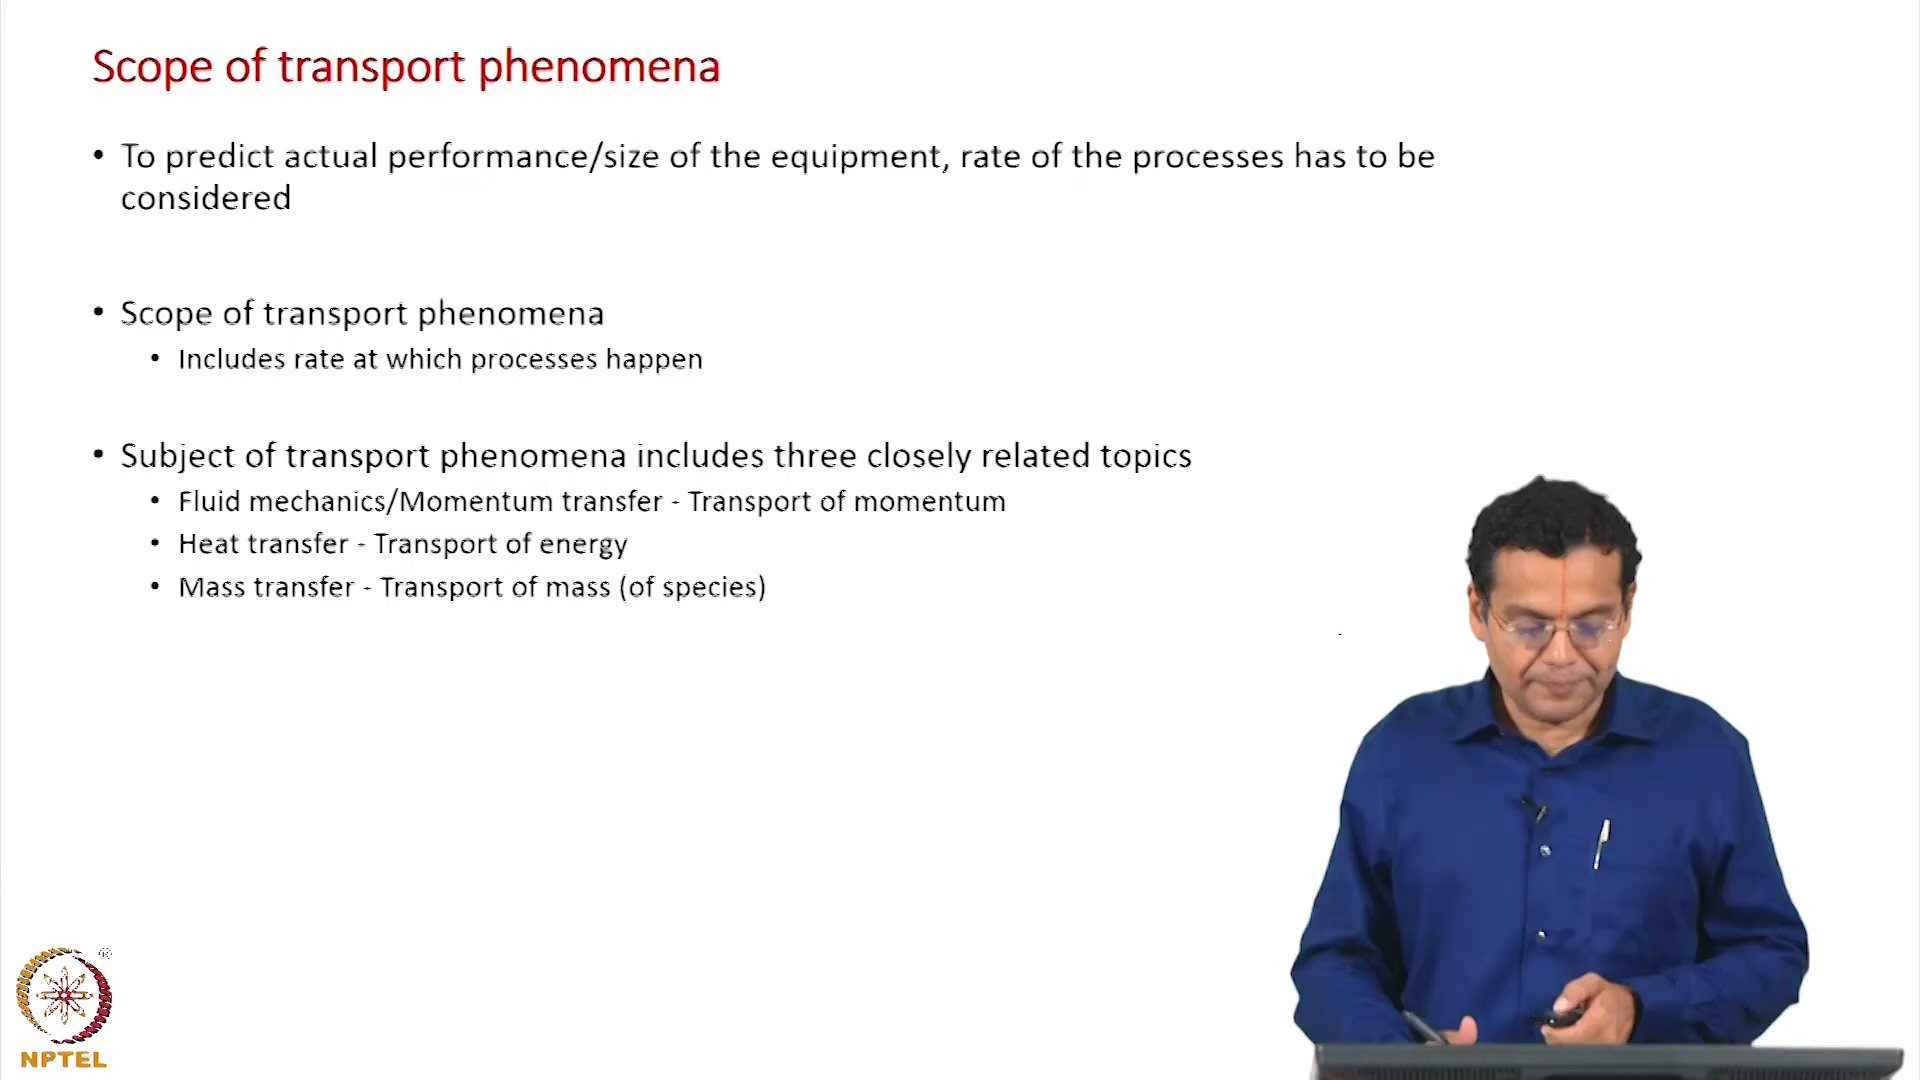 Scope of transport phenomena
• To predict actual performance/size of the equipment, rate of the processes has to be
considered
• Scope of transport phenomena
• Includes rate at which processes happen
• Subject of transport phenomena includes three closely related topics
• Fluid mechanics/Momentum transfer - Transport of momentum
• Heat transfer - Transport of energy
• Mass transfer - Transport of mass (of species)
®
NPTEL